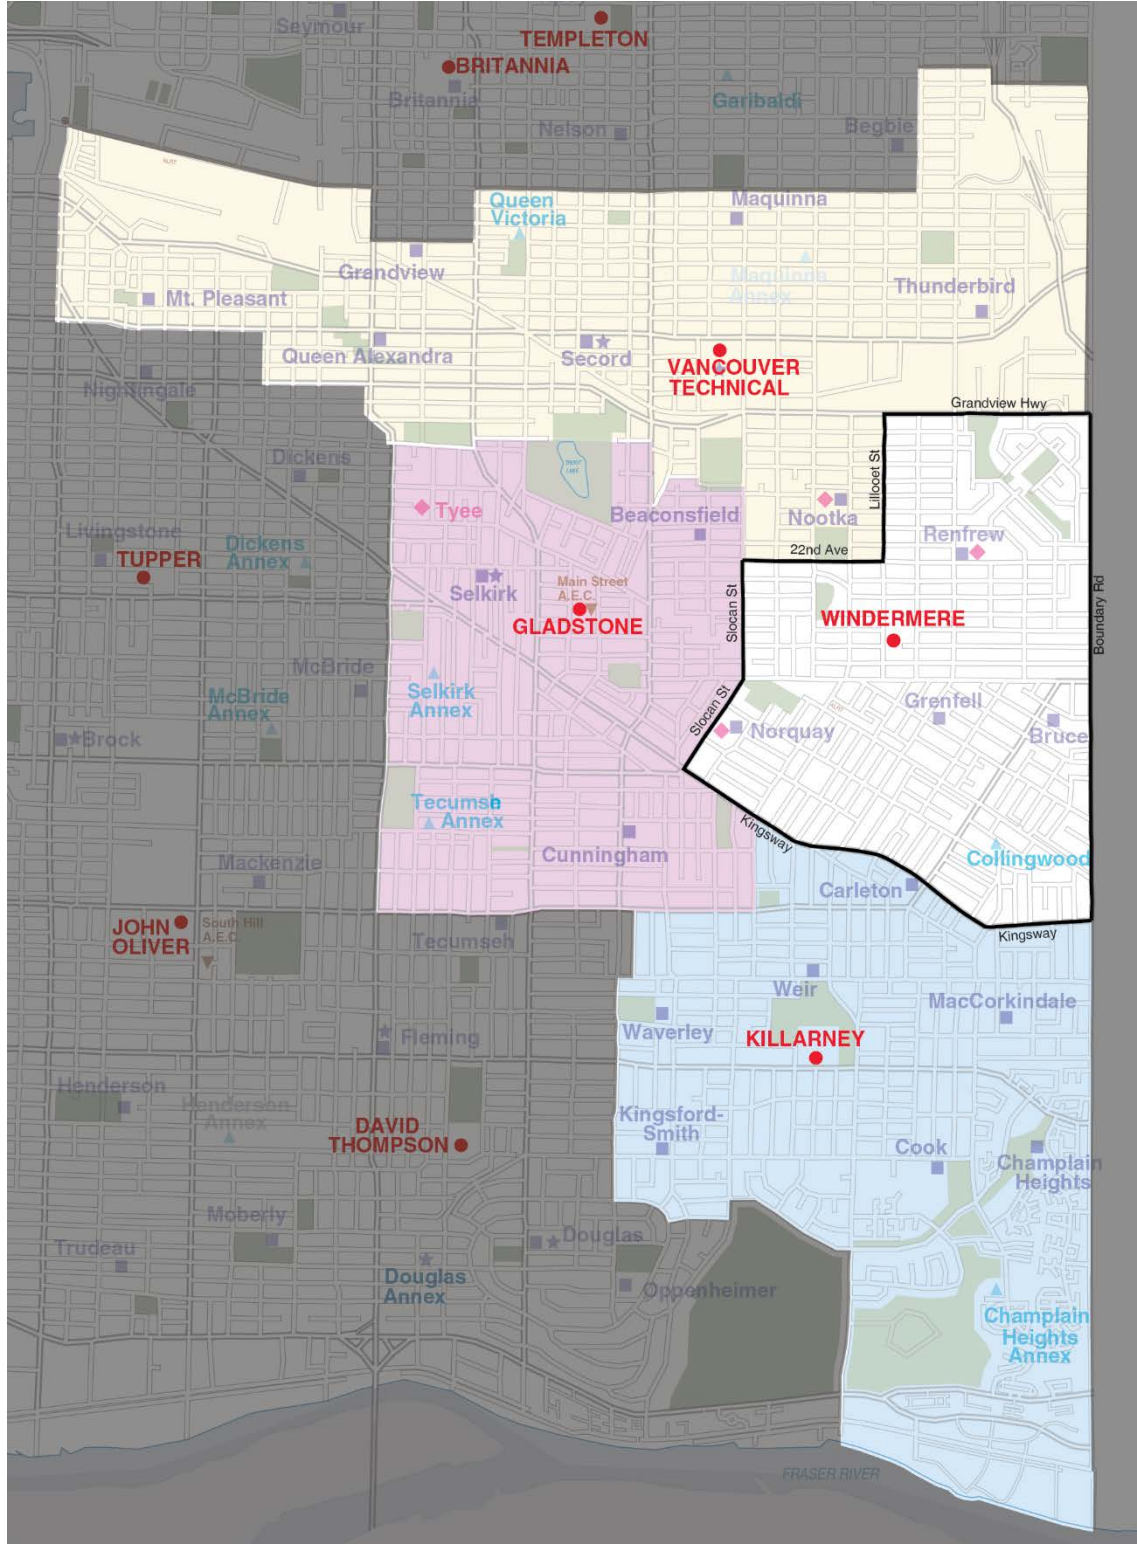 Seymour
TEMPLETON
BRITANNIA
Britannia
Garibaldi
Nelson
Begbie
Queen
Victoria
Maquinna
Grandview
Maquinna
Annex
Thunderbird
Mt. Pleasant
Queen Alexandra
Secord
VANCOUVER
TECHNICAL
Nightingale
Grandview Hwy
Dickens
Lillooet St
Tyee
Beaconsfield
Nootka
Renfrew
Livingstone
TUPPER
Dickens
Annex
22nd Ave
Selkirk
Main Street
A.E.C.
GLADSTONE
Slocan St
WINDERMERE
Boundary Rd
McBride
McBride
Annex
Selkirk
Annex
Slocan St
Grenfell
Brock
Norquay
Bruce
Tecumseh
Annex
Kingsway
Mackenzie
Cunningham
Collingwood
Carleton
JOHN
OLIVER
South Hill
A.E.C.
Tecumseh
Kingsway
Weir
MacCorkindale
Fleming
Waverley
KILLARNEY
Henderson
Henderson
Annex
DAVID
THOMPSON
Kingsford-
Smith
Cook
Champlain
Heights
Moberly
Trudeau
Douglas
Douglas
Annex
Oppenheimer
Champlain
Heights
Annex
FRASER RIVER